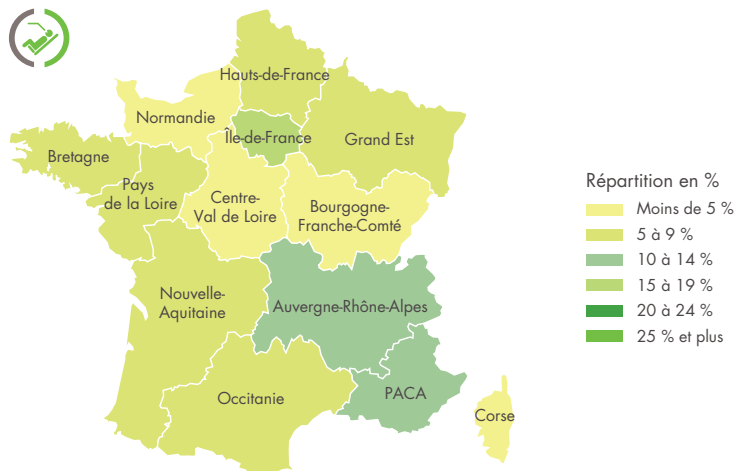 Hauts-de-France
Normandie
Île-de-France
Grand Est
Bretagne
Pays
de la Loire
Centre-
Val de Loire
Bourgogne-
Franche-Comté
Nouvelle-
Aquitaine
Auvergne-Rhône-Alpes
Occitanie
PACA
Corse
Répartition en %
Moins de 5 %
5 à 9 %
10 à 14 %
15 à 19 %
20 à 24 %
25 % et plus